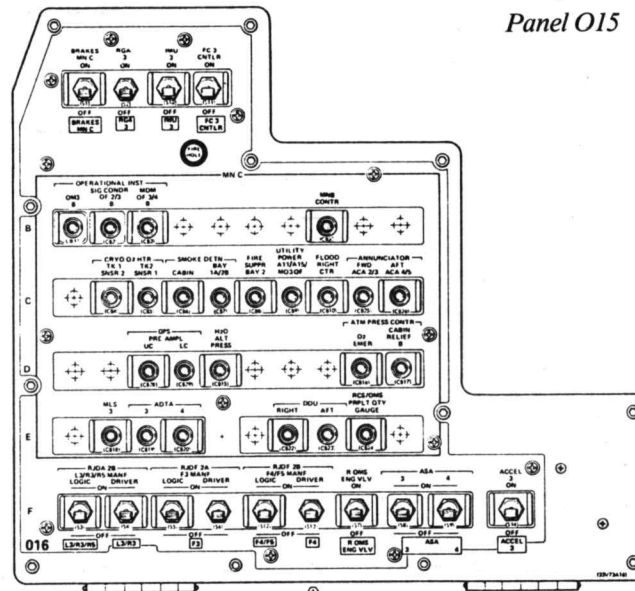 Panel O15
BRAKES RGA IMU FC 3
MN C 3 3 CNTLR
ON ON ON ON
OFF OFF OFF OFF
BRAKES RGA IMU FC 3
MN C 3 3 CNTLR
FIRE
HOLE
MN C
OPERATIONAL INST
SIG CONDR MDM
OM3 OF 2/3 OF 3/4 MNB
B B B CONTR
B
CRYO O2 HTR SMOKE DETN FIRE UTILITY FLOOD ANNUNCIATOR
TK 1 TK2 BAY SUPPR POWER RIGHT FWD AFT
SNSR 2 SNSR 1 CABIN 1A/2B BAY 2 A11/A15/ CTR ACA 2/3 ACA 4/5
MO3OF
C
GPS H2O ATM PRESS CONTR
PRE AMPL ALT O2 CABIN
UC LC PRESS EMER RELIEF
B
D
MLS ADTA DDU RCS/OMS
3 3 4 RIGHT AFT PRPLT QTY
GAUGE
E
RJDA 2B RJDF 2A RJDF 2B R OMS ASA ACCEL
L3/R3/R5 MANF F3 MANF F4/F5 MANF ENG VLV 3 4 3
LOGIC DRIVER LOGIC DRIVER LOGIC DRIVER ON ON ON
ON ON ON
F
OFF OFF OFF OFF OFF OFF
L3/R3/R5 L3/R3 F3 F4/F5 F4 R OMS ASA ACCEL
ENG VLV 3 4 3
016